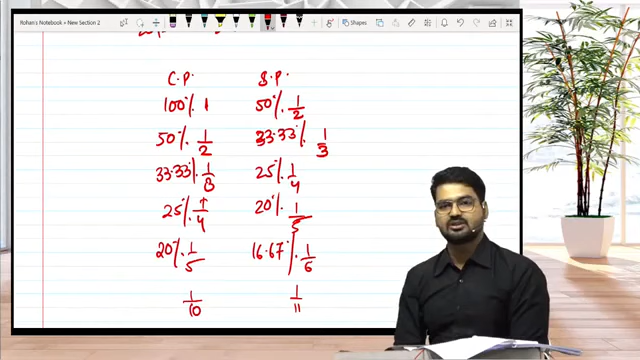 Rohan's Notebook » New Section 2
C.P. S.P.
100% 1 50% 1/2
50% 1/2 33.33% 1/3
33.33% 1/3 25% 1/4
25% 1/4 20% 1/5
20% 1/5 16.67% 1/6
1/10 1/11